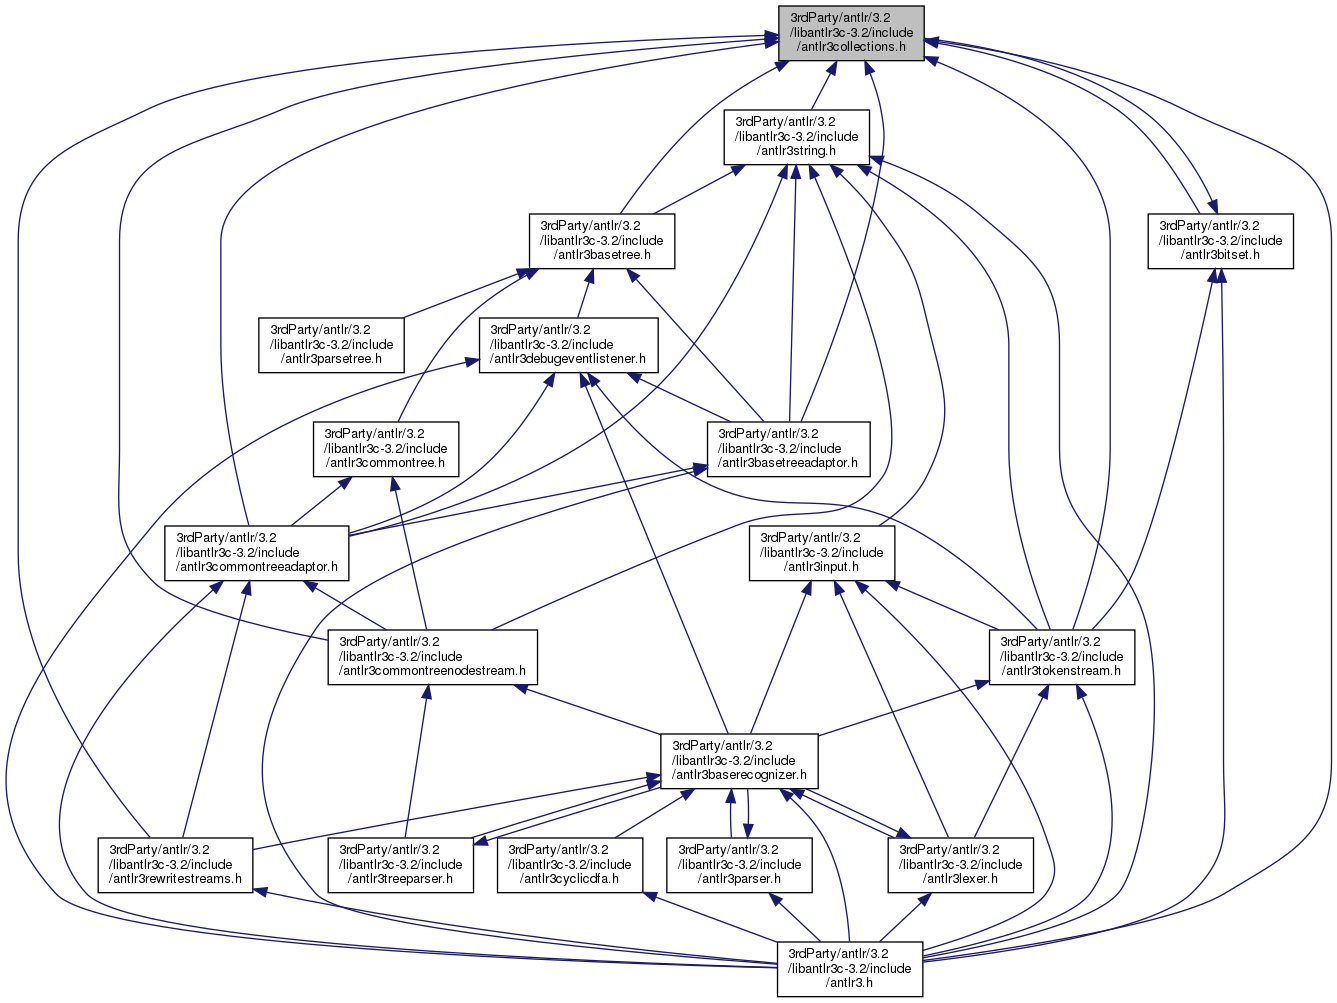 3rdParty/antlr/3.2
/libantlr3c-3.2/include
/antlr3collections.h
3rdParty/antlr/3.2
/libantlr3c-3.2/include
/antlr3string.h
3rdParty/antlr/3.2
/libantlr3c-3.2/include
/antlr3basetree.h
3rdParty/antlr/3.2
/libantlr3c-3.2/include
/antlr3bitset.h
3rdParty/antlr/3.2
/libantlr3c-3.2/include
/antlr3parsetree.h
3rdParty/antlr/3.2
/libantlr3c-3.2/include
/antlr3debugeventlistener.h
3rdParty/antlr/3.2
/libantlr3c-3.2/include
/antlr3commontree.h
3rdParty/antlr/3.2
/libantlr3c-3.2/include
/antlr3basetreeadaptor.h
3rdParty/antlr/3.2
/libantlr3c-3.2/include
/antlr3commontreeadaptor.h
3rdParty/antlr/3.2
/libantlr3c-3.2/include
/antlr3input.h
3rdParty/antlr/3.2
/libantlr3c-3.2/include
/antlr3commontreenodestream.h
3rdParty/antlr/3.2
/libantlr3c-3.2/include
/antlr3tokenstream.h
3rdParty/antlr/3.2
/libantlr3c-3.2/include
/antlr3baserecognizer.h
3rdParty/antlr/3.2
/libantlr3c-3.2/include
/antlr3rewritestreams.h
3rdParty/antlr/3.2
/libantlr3c-3.2/include
/antlr3treeparser.h
3rdParty/antlr/3.2
/libantlr3c-3.2/include
/antlr3cyclicdfa.h
3rdParty/antlr/3.2
/libantlr3c-3.2/include
/antlr3parser.h
3rdParty/antlr/3.2
/libantlr3c-3.2/include
/antlr3lexer.h
3rdParty/antlr/3.2
/libantlr3c-3.2/include
/antlr3.h